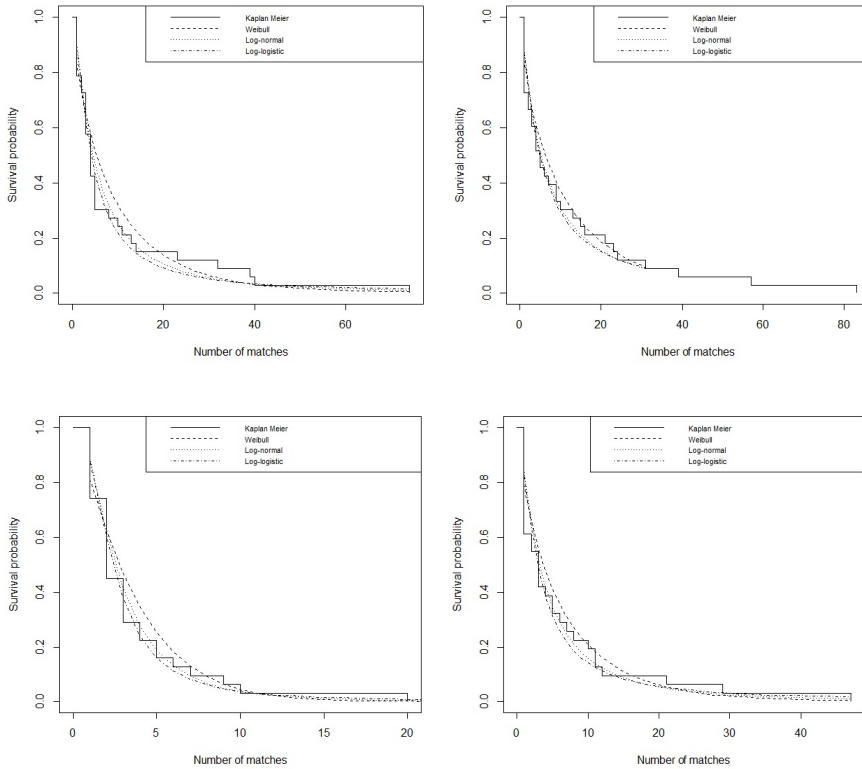 Kaplan Meier
Weibull
Log-normal
Log-logistic
Survival probability
1.0
0.8
0.6
0.4
0.2
0.0
0 20 40 60
Number of matches
Kaplan Meier
Weibull
Log-normal
Log-logistic
Survival probability
1.0
0.8
0.6
0.4
0.2
0.0
0 20 40 60 80
Number of matches
Kaplan Meier
Weibull
Log-normal
Log-logistic
Survival probability
1.0
0.8
0.6
0.4
0.2
0.0
0 5 10 15 20
Number of matches
Kaplan Meier
Weibull
Log-normal
Log-logistic
Survival probability
1.0
0.8
0.6
0.4
0.2
0.0
0 10 20 30 40
Number of matches